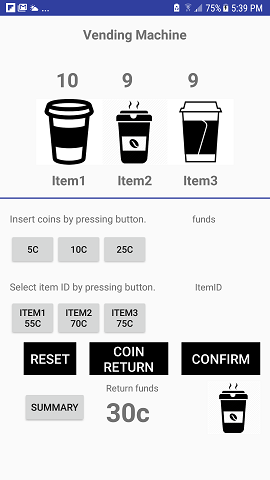 ... 75% 5:39 PM
Vending Machine
10 9 9
Item1 Item2 Item3
Insert coins by pressing button. funds
5C 10C 25C
Select item ID by pressing button. ItemID
ITEM1 ITEM2 ITEM3
55C 70C 75C
RESET COIN RETURN CONFIRM
Return funds
SUMMARY 30c